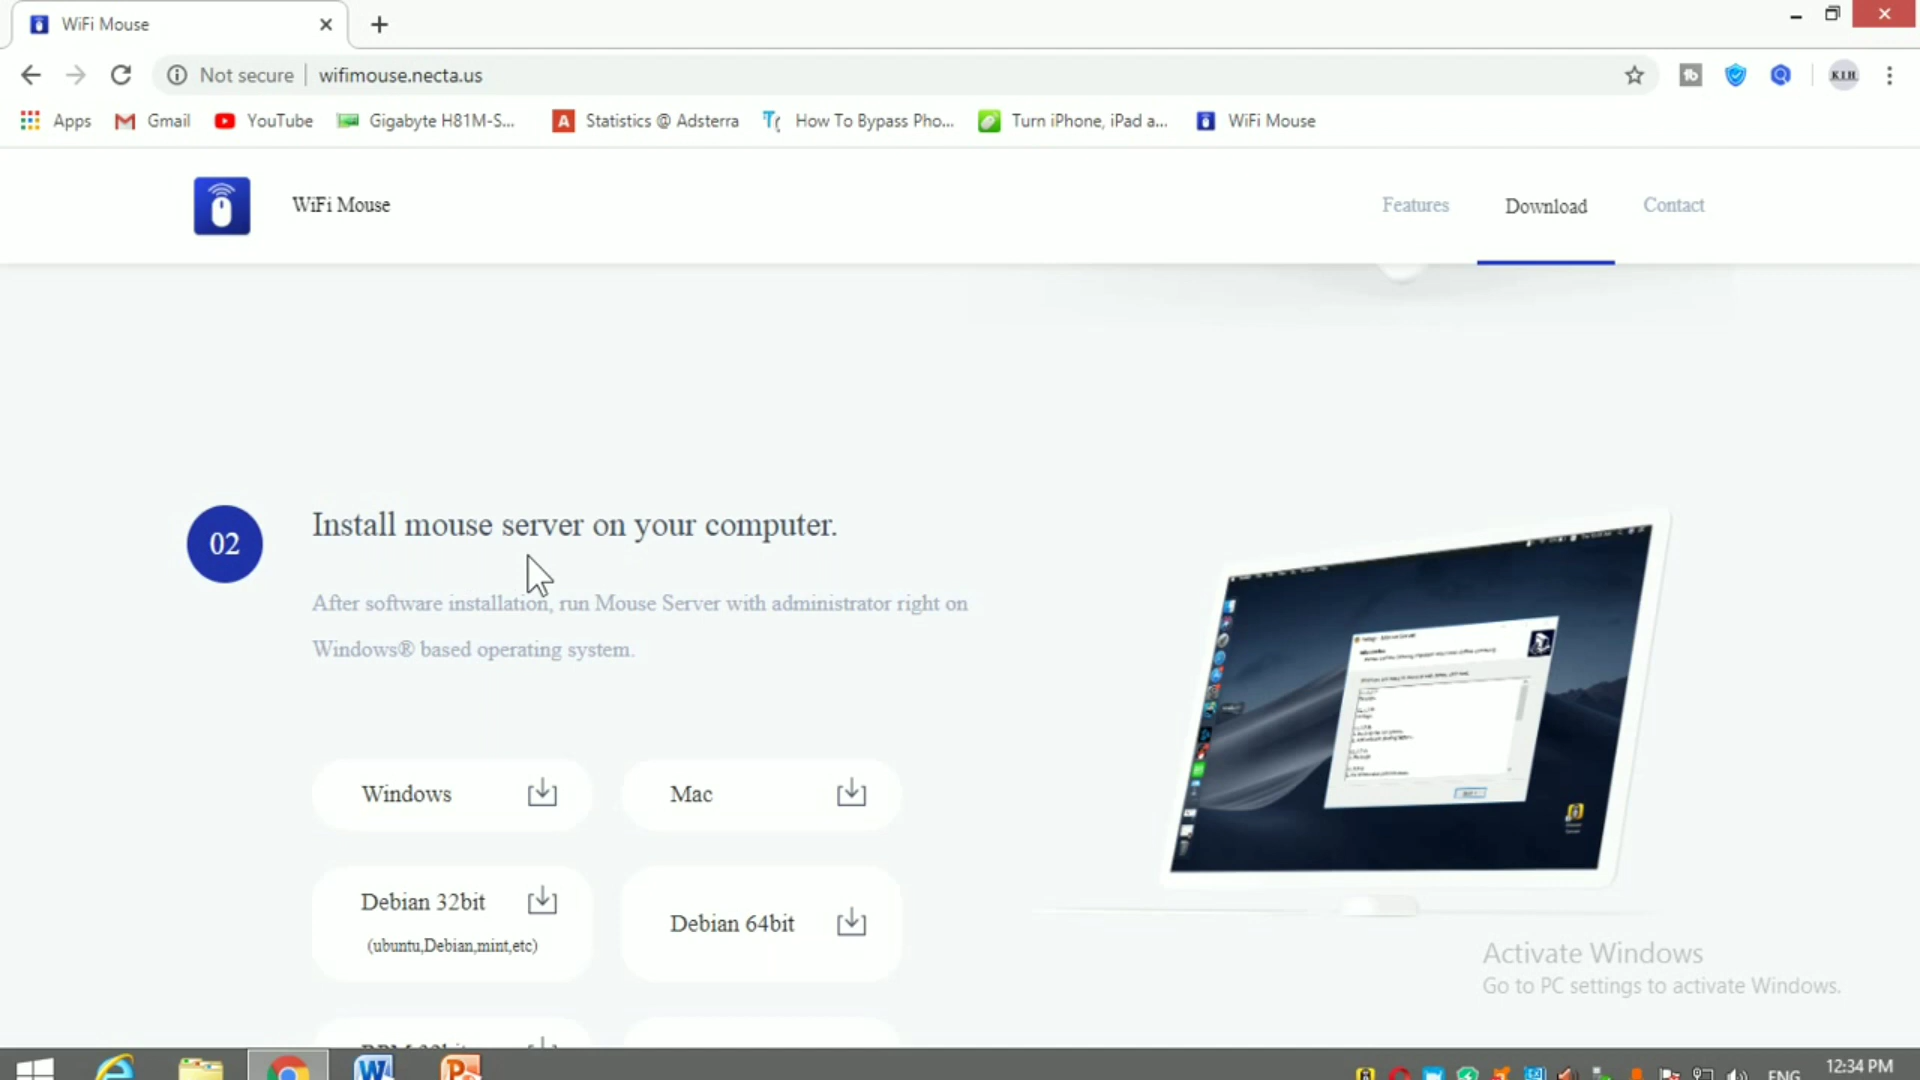 WiFi Mouse
Not secure wifimouse.necta.us
Apps Gmail YouTube Gigabyte H81M-S... Statistics @ Adsterra How To Bypass Pho... Turn iPhone, iPad a... WiFi Mouse
WiFi Mouse Features Download Contact
02
Install mouse server on your computer.
After software installation, run Mouse Server with administrator right on
Windows® based operating system.
Windows Mac
Debian 32bit
(ubuntu,Debian,mint,etc)
Debian 64bit
Activate Windows
Go to PC settings to activate Windows.
ENG 12:34 PM